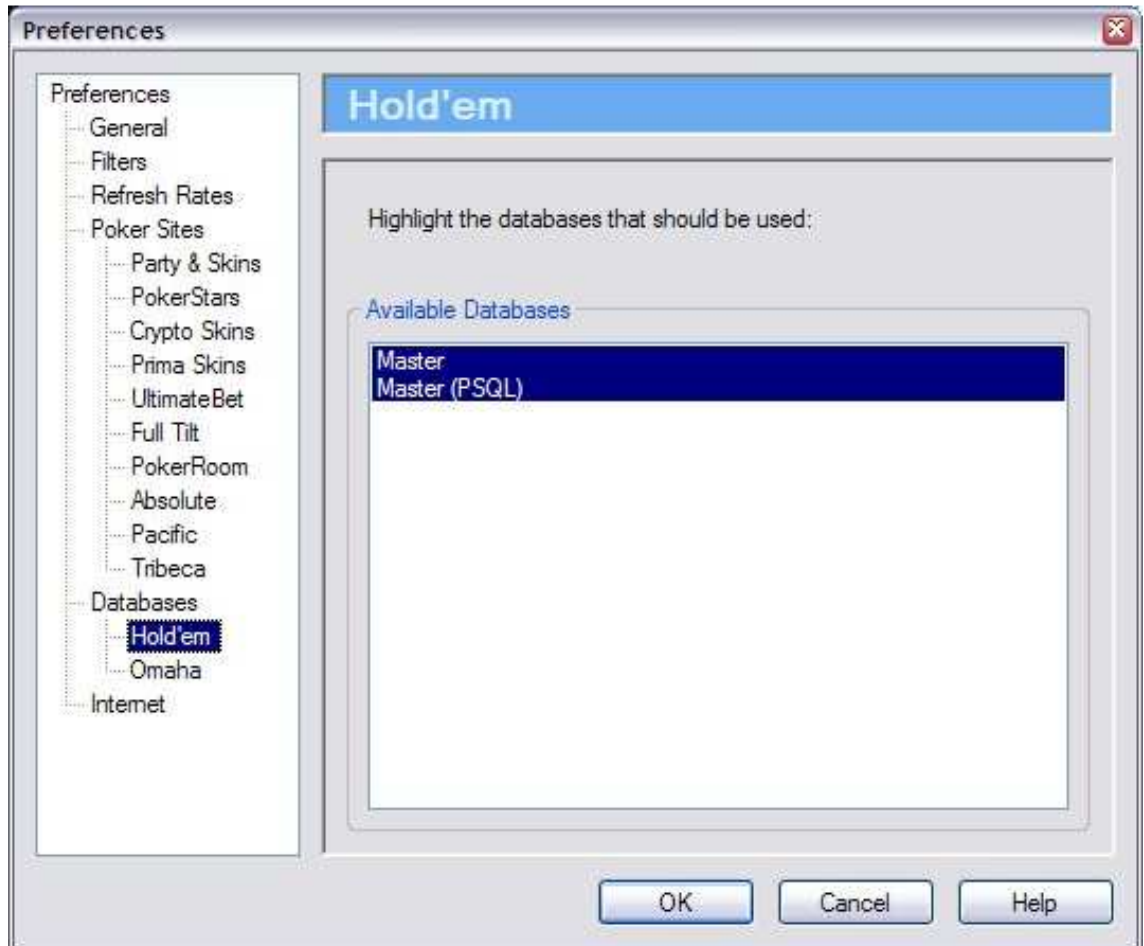 Preferences
Preferences
General
Filters
Refresh Rates
Poker Sites
Party & Skins
PokerStars
Crypto Skins
Prima Skins
UltimateBet
Full Tilt
PokerRoom
Absolute
Pacific
Tribeca
Databases
Hold'em
Omaha
Internet
Hold'em
Highlight the databases that should be used:
Available Databases
Master
Master (PSQL)
OK
Cancel
Help